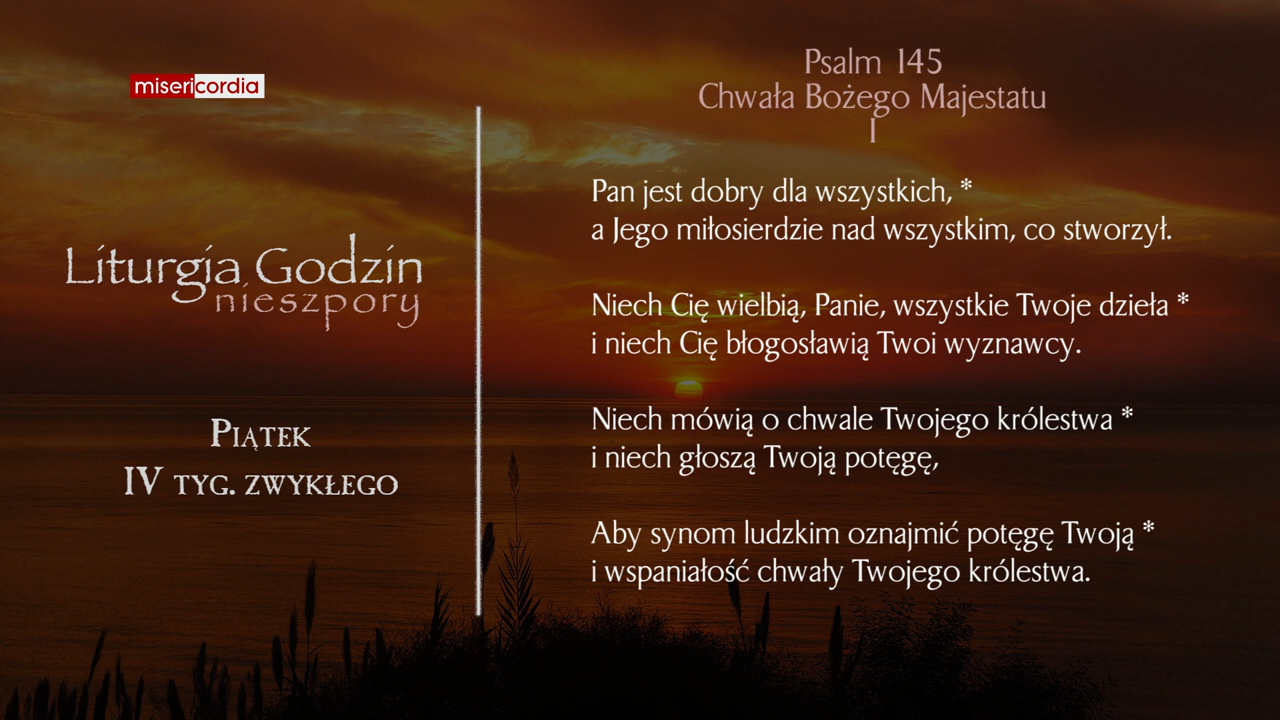 misericordia
Liturgia Godzin
nieszpory
Piątek
IV tyg. zwykłego
Psalm 145
Chwała Bożego Majestatu
I
Pan jest dobry dla wszystkich, *
a Jego miłosierdzie nad wszystkim, co stworzył.
Niech Cię wielbią, Panie, wszystkie Twoje dzieła *
i niech Cię błogosławią Twoi wyznawcy.
Niech mówią o chwale Twojego królestwa *
i niech głoszą Twoją potęgę,
Aby synom ludzkim oznajmić potęgę Twoją *
i wspaniałość chwały Twojego królestwa.